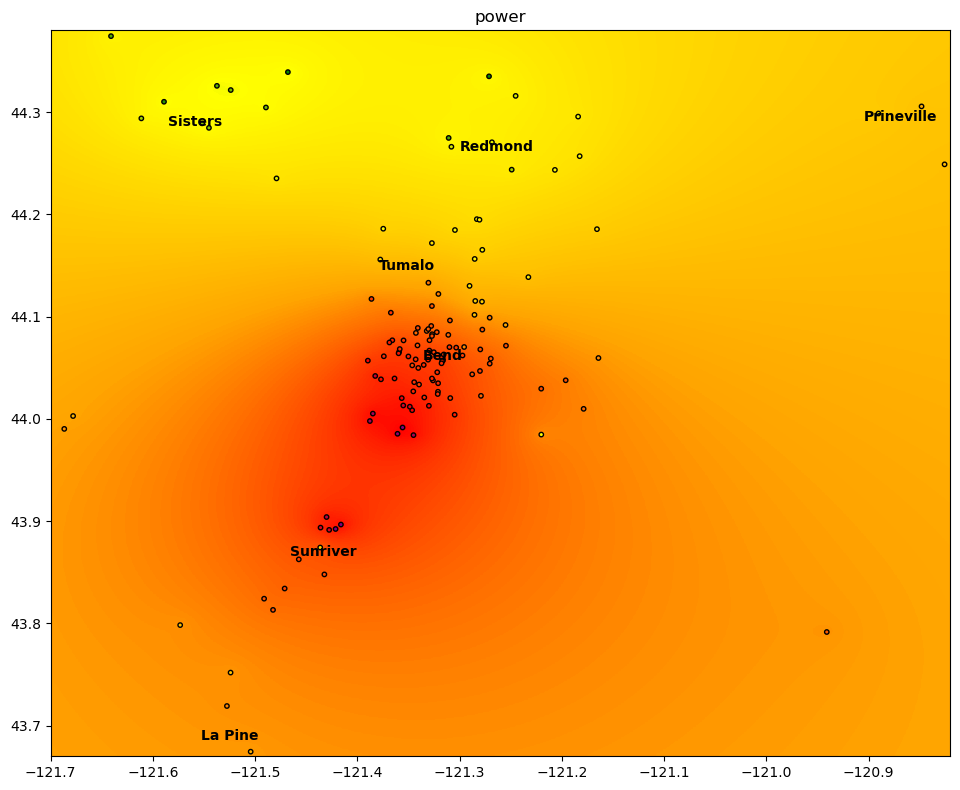 power
44.3
44.2
44.1
44.0
43.9
43.8
43.7
Sisters
Redmond
Prineville
Tumalo
Bend
Sunriver
La Pine
−121.7
−121.6
−121.5
−121.4
−121.3
−121.2
−121.1
−121.0
−120.9